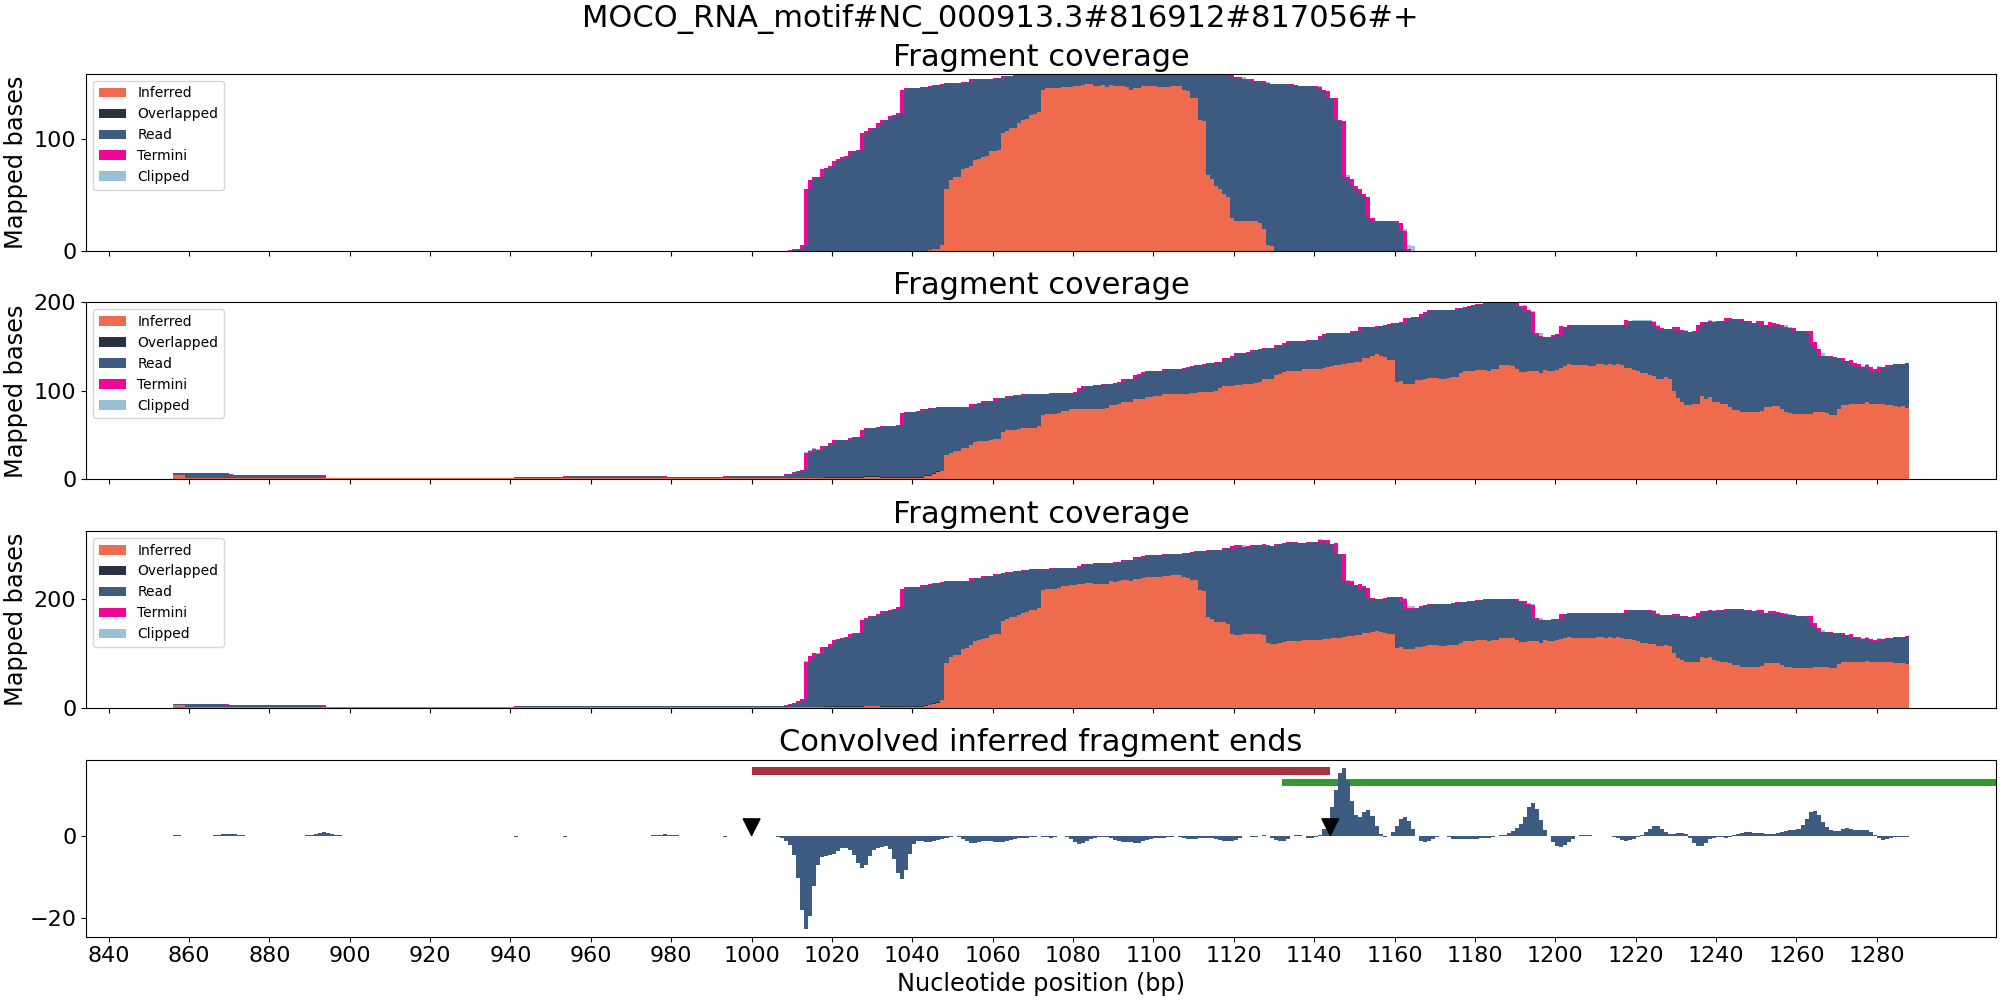 MOCO_RNA_motif#NC_000913.3#816912#817056#+
Fragment coverage
Mapped bases
100
0
Inferred
Overlapped
Read
Termini
Clipped
Fragment coverage
Mapped bases
200
100
0
Inferred
Overlapped
Read
Termini
Clipped
Fragment coverage
Mapped bases
200
0
Inferred
Overlapped
Read
Termini
Clipped
Convolved inferred fragment ends
0
−20
840 860 880 900 920 940 960 980 1000 1020 1040 1060 1080 1100 1120 1140 1160 1180 1200 1220 1240 1260 1280
Nucleotide position (bp)